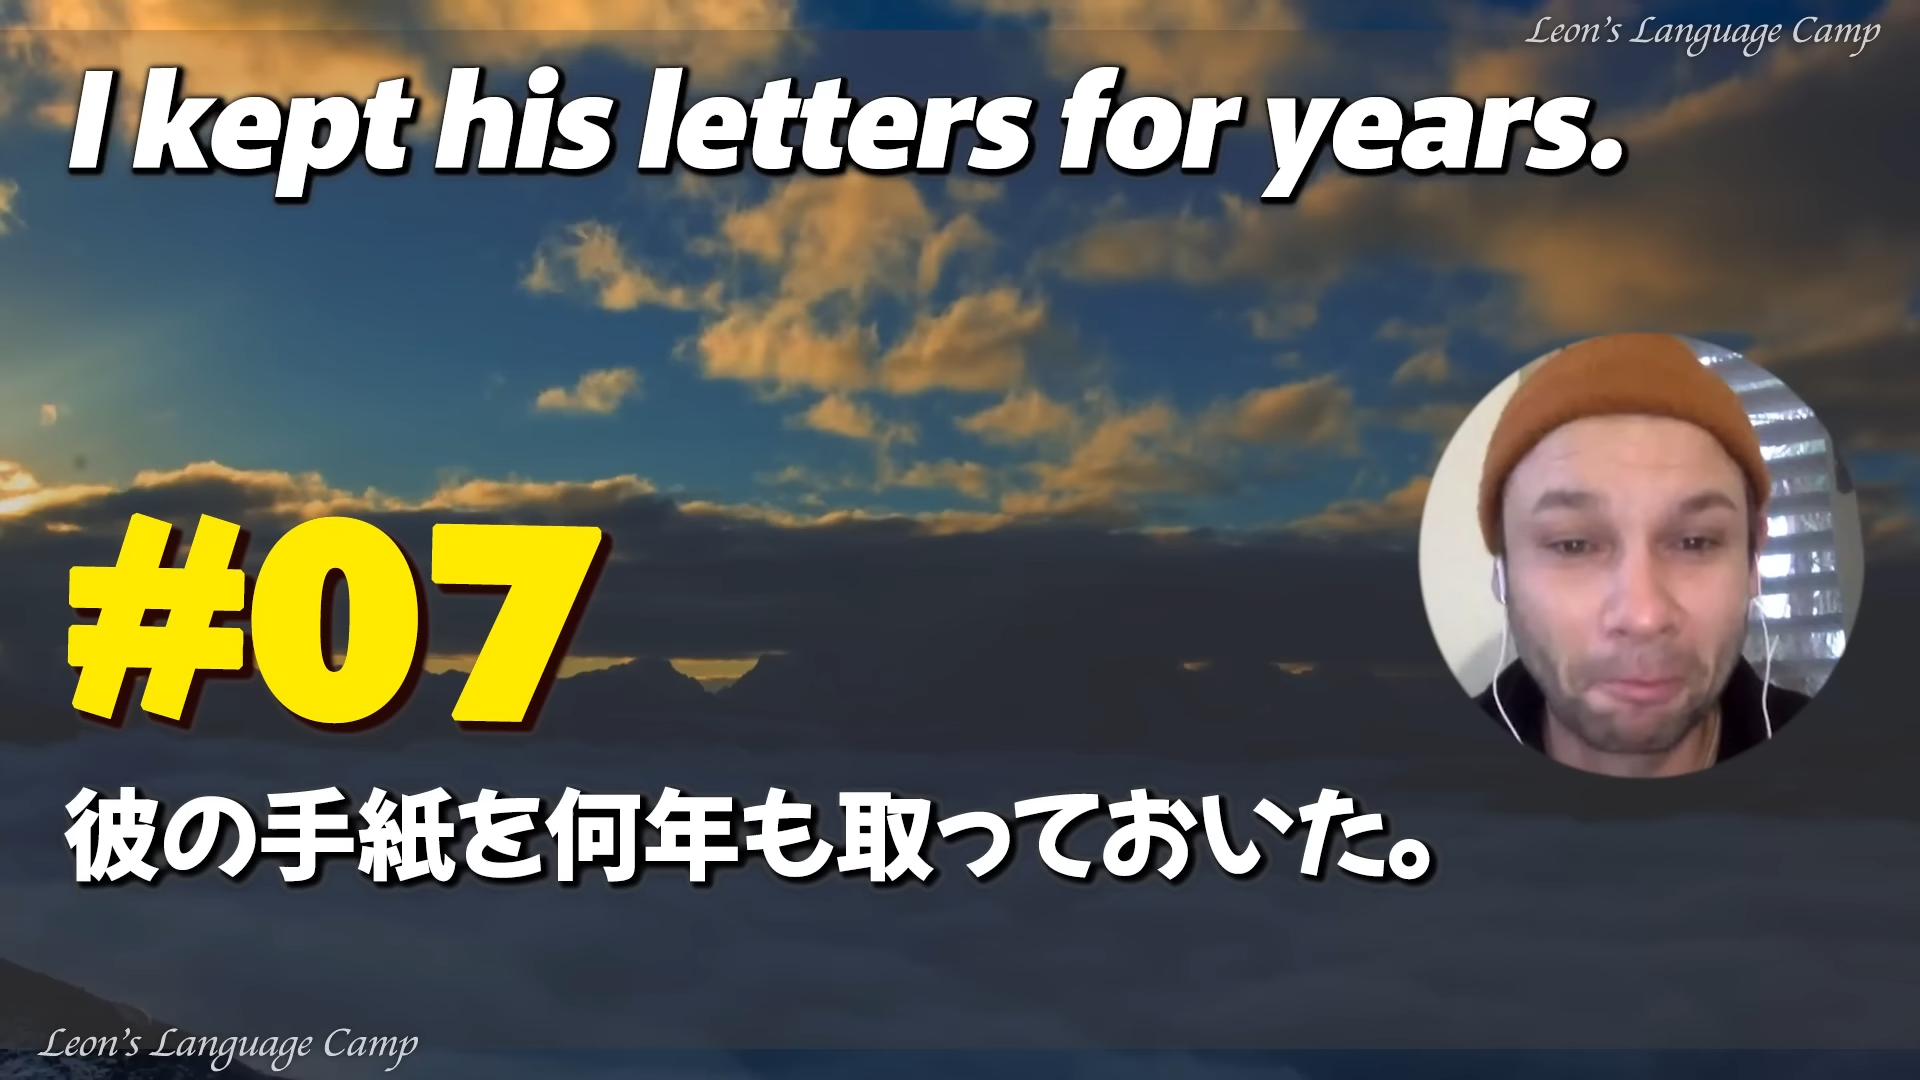 Leon's Language Camp
I kept his letters for years.
#07
彼の手紙を何年も取っておいた。
Leon's Language Camp